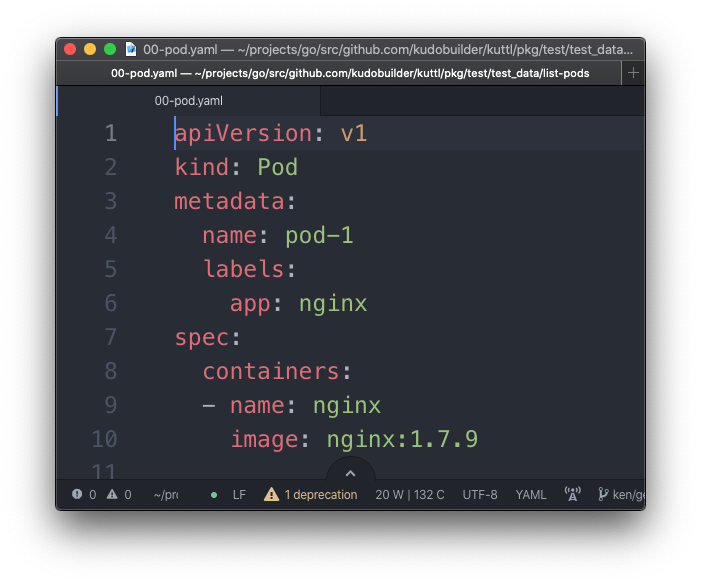 00-pod.yaml — ~/projects/go/src/github.com/kudobuilder/kuttl/pkg/test/test_data...
00-pod.yaml — ~/projects/go/src/github.com/kudobuilder/kuttl/pkg/test/test_data/list-pods +
00-pod.yaml
1 apiVersion: v1
2 kind: Pod
3 metadata:
4   name: pod-1
5   labels:
6     app: nginx
7 spec:
8   containers:
9   - name: nginx
10     image: nginx:1.7.9
11
0 0 ~/pro LF 1 deprecation 20 W | 132 C UTF-8 YAML ken/ge